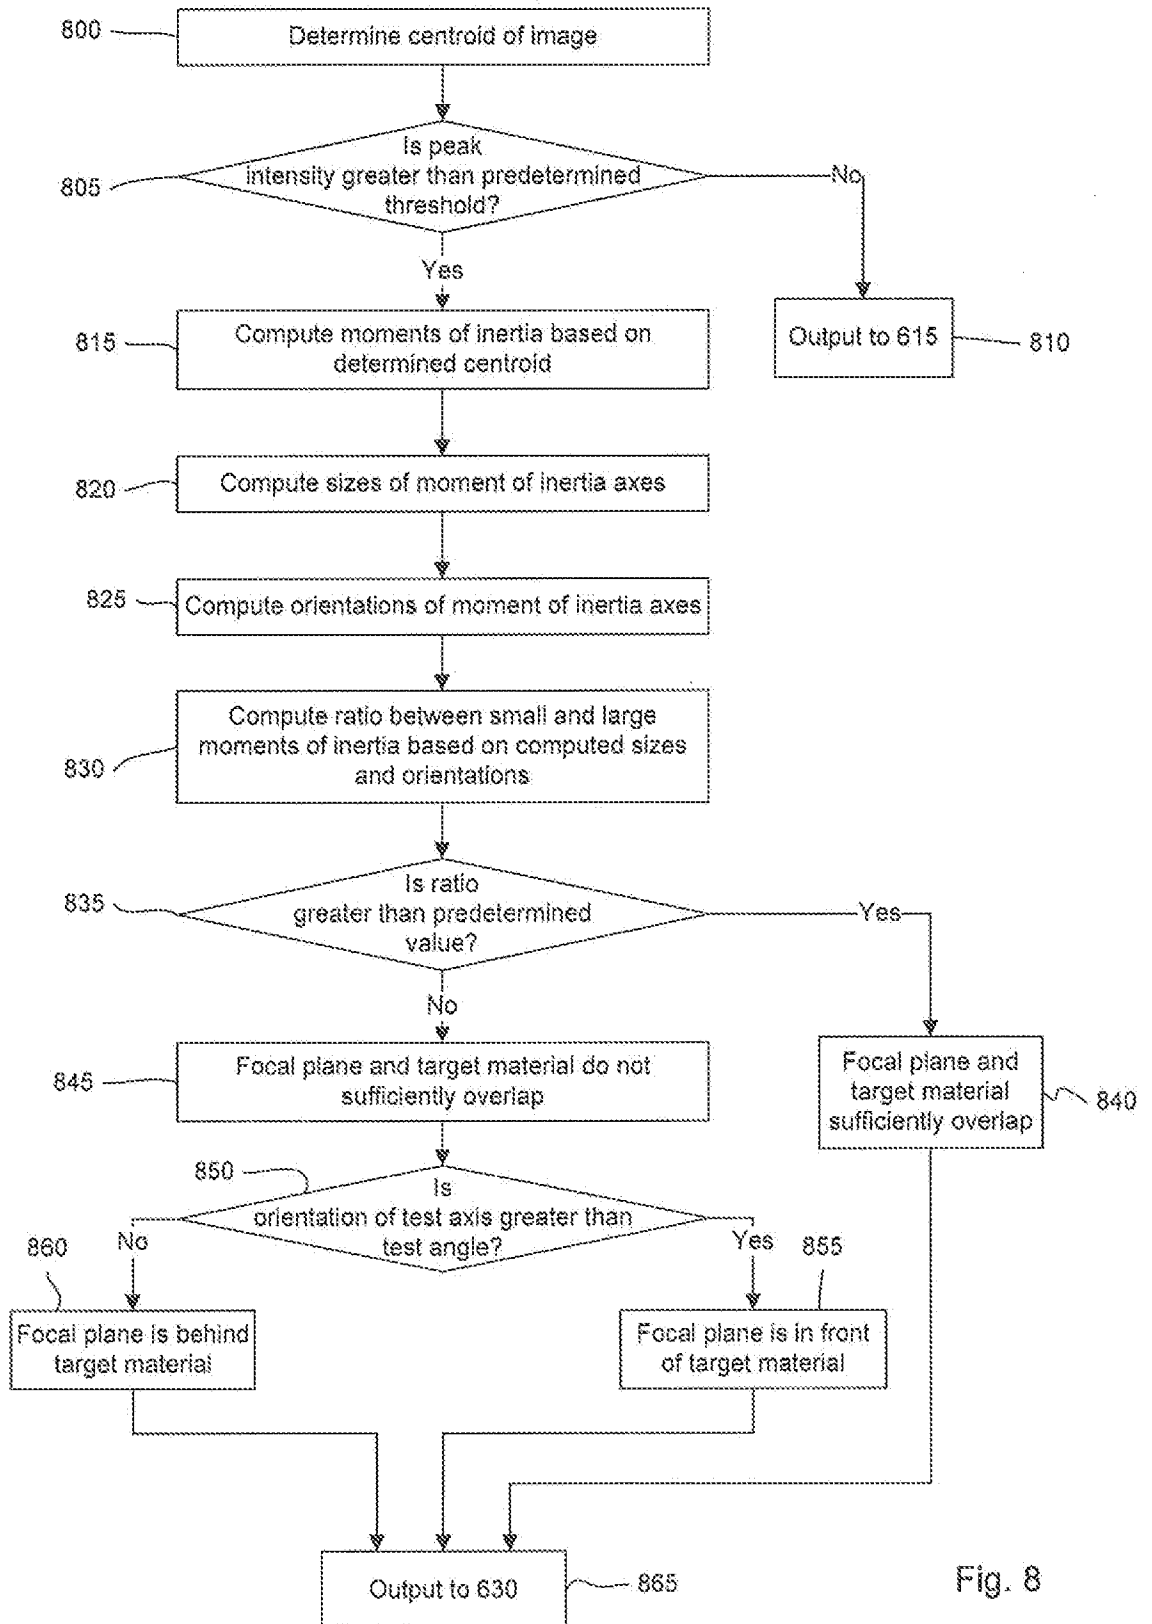 800
Determine centroid of image
Is peak
intensity greater than predetermined
threshold?
805
No
Yes
815
Compute moments of inertia based on
determined centroid
Output to 615
810
820
Compute sizes of moment of inertia axes
825
Compute orientations of moment of inertia axes
830
Compute ratio between small and large
moments of inertia based on computed sizes
and orientations
835
Is ratio
greater than predetermined
value?
Yes
No
845
Focal plane and target material do not
sufficiently overlap
Focal plane and
target material
sufficiently overlap
840
850
Is
orientation of test axis greater than
test angle?
No
Yes
860
855
Focal plane is behind
target material
Focal plane is in front
of target material
Output to 630
865
Fig. 8